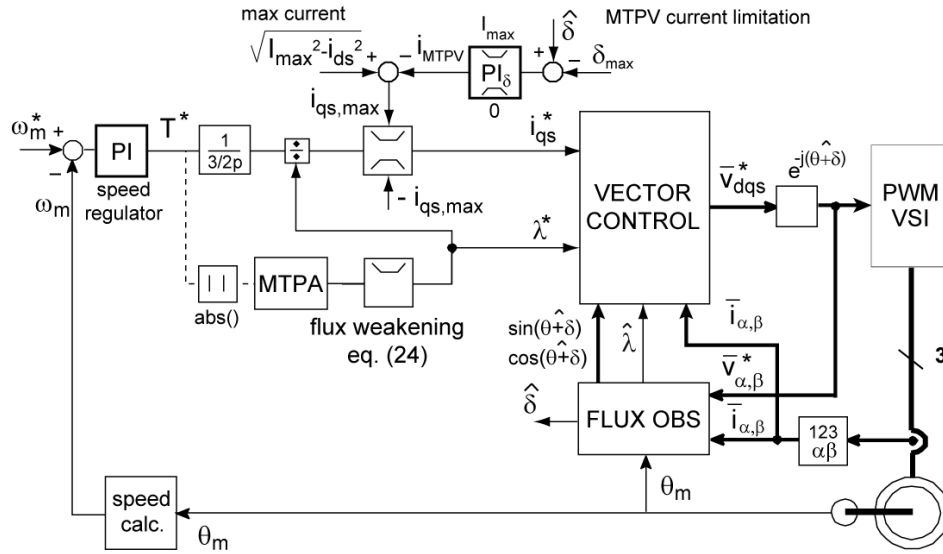 max current
√I_max²-i_ds²
+
−
i_MTPV
I_max
PI_δ
0
+
δ̂
−
δ_max
MTPV current limitation
i_qs,max
ω_m*
+
−
ω_m
PI
speed
regulator
T*
1
3/2p
÷
- i_qs,max
i_qs*
λ*
| |
abs()
MTPA
flux weakening
eq. (24)
VECTOR
CONTROL
v̅_dqs*
e^-j(θ+δ̂)
PWM
VSI
3
sin(θ+δ̂)
cos(θ+δ̂)
λ̂
i̅_α,β
v̅_α,β*
i̅_α,β
δ̂
FLUX OBS
123
αβ
θ_m
speed
calc.
θ_m